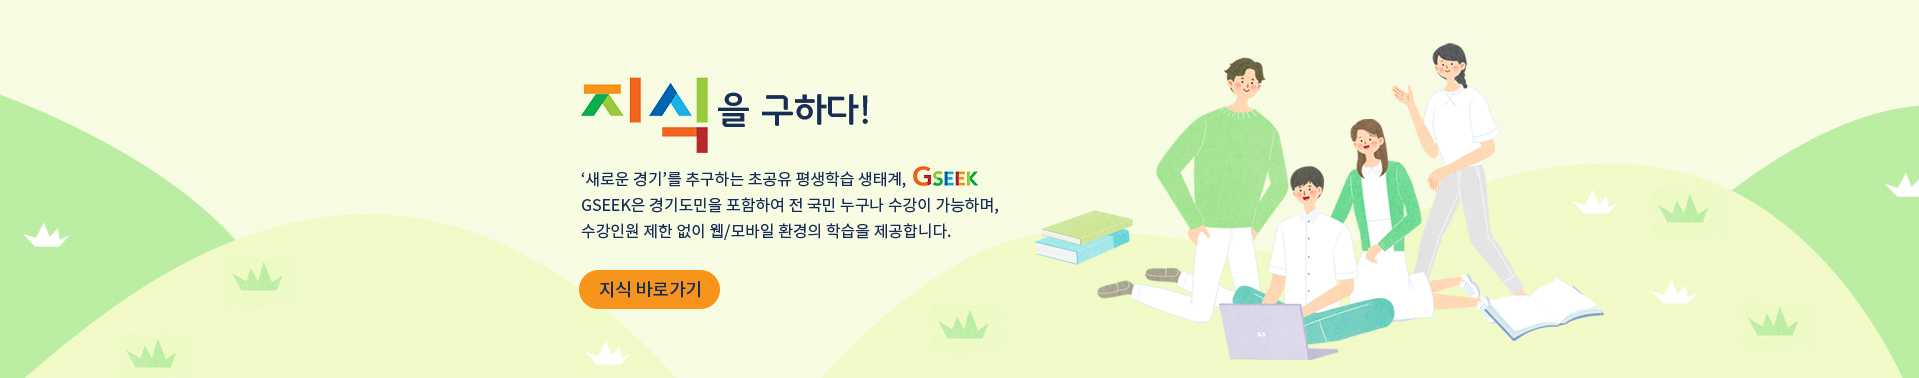 지식을 구하다!
‘새로운 경기’를 추구하는 초공유 평생학습 생태계, GSEEK
GSEEK은 경기도민을 포함하여 전 국민 누구나 수강이 가능하며,
수강인원 제한 없이 웹/모바일 환경의 학습을 제공합니다.
지식 바로가기